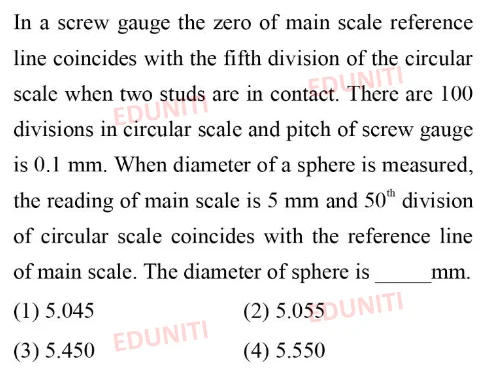 In a screw gauge the zero of main scale reference
line coincides with the fifth division of the circular
scale when two studs are in contact. There are 100
divisions in circular scale and pitch of screw gauge
is 0.1 mm. When diameter of a sphere is measured,
the reading of main scale is 5 mm and 50th division
of circular scale coincides with the reference line
of main scale. The diameter of sphere is _____mm.
(1) 5.045 (2) 5.055
(3) 5.450 (4) 5.550
EDUNITI
EDUNITI
EDUNITI
EDUNITI